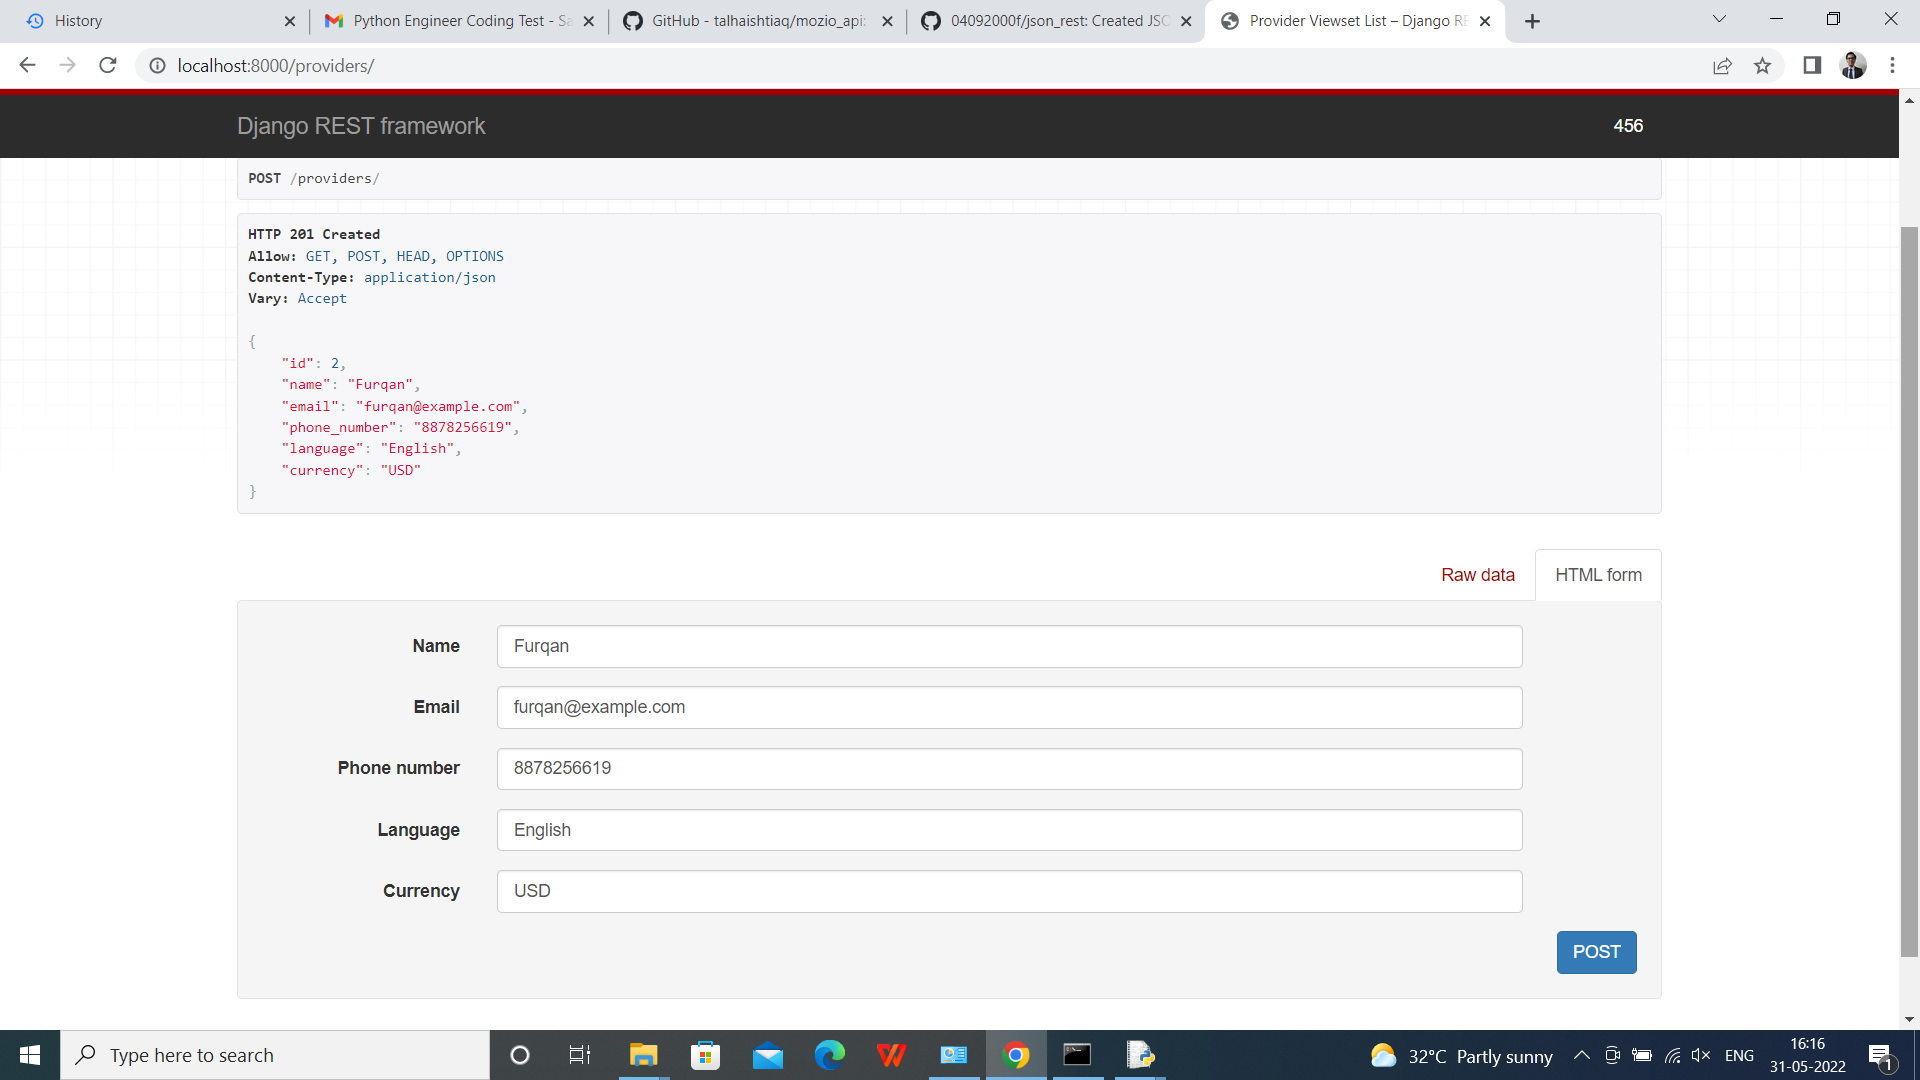 History
Python Engineer Coding Test - Sa
GitHub - talhaishtiaq/mozio_api:
04092000f/json_rest: Created JSO
Provider Viewset List – Django RE
localhost:8000/providers/
Django REST framework
456
POST /providers/
HTTP 201 Created
Allow: GET, POST, HEAD, OPTIONS
Content-Type: application/json
Vary: Accept
{
"id": 2,
"name": "Furqan",
"email": "furqan@example.com",
"phone_number": "8878256619",
"language": "English",
"currency": "USD"
}
Raw data
HTML form
Name
Furqan
Email
furqan@example.com
Phone number
8878256619
Language
English
Currency
USD
POST
Type here to search
32°C Partly sunny
ENG
16:16
31-05-2022
1